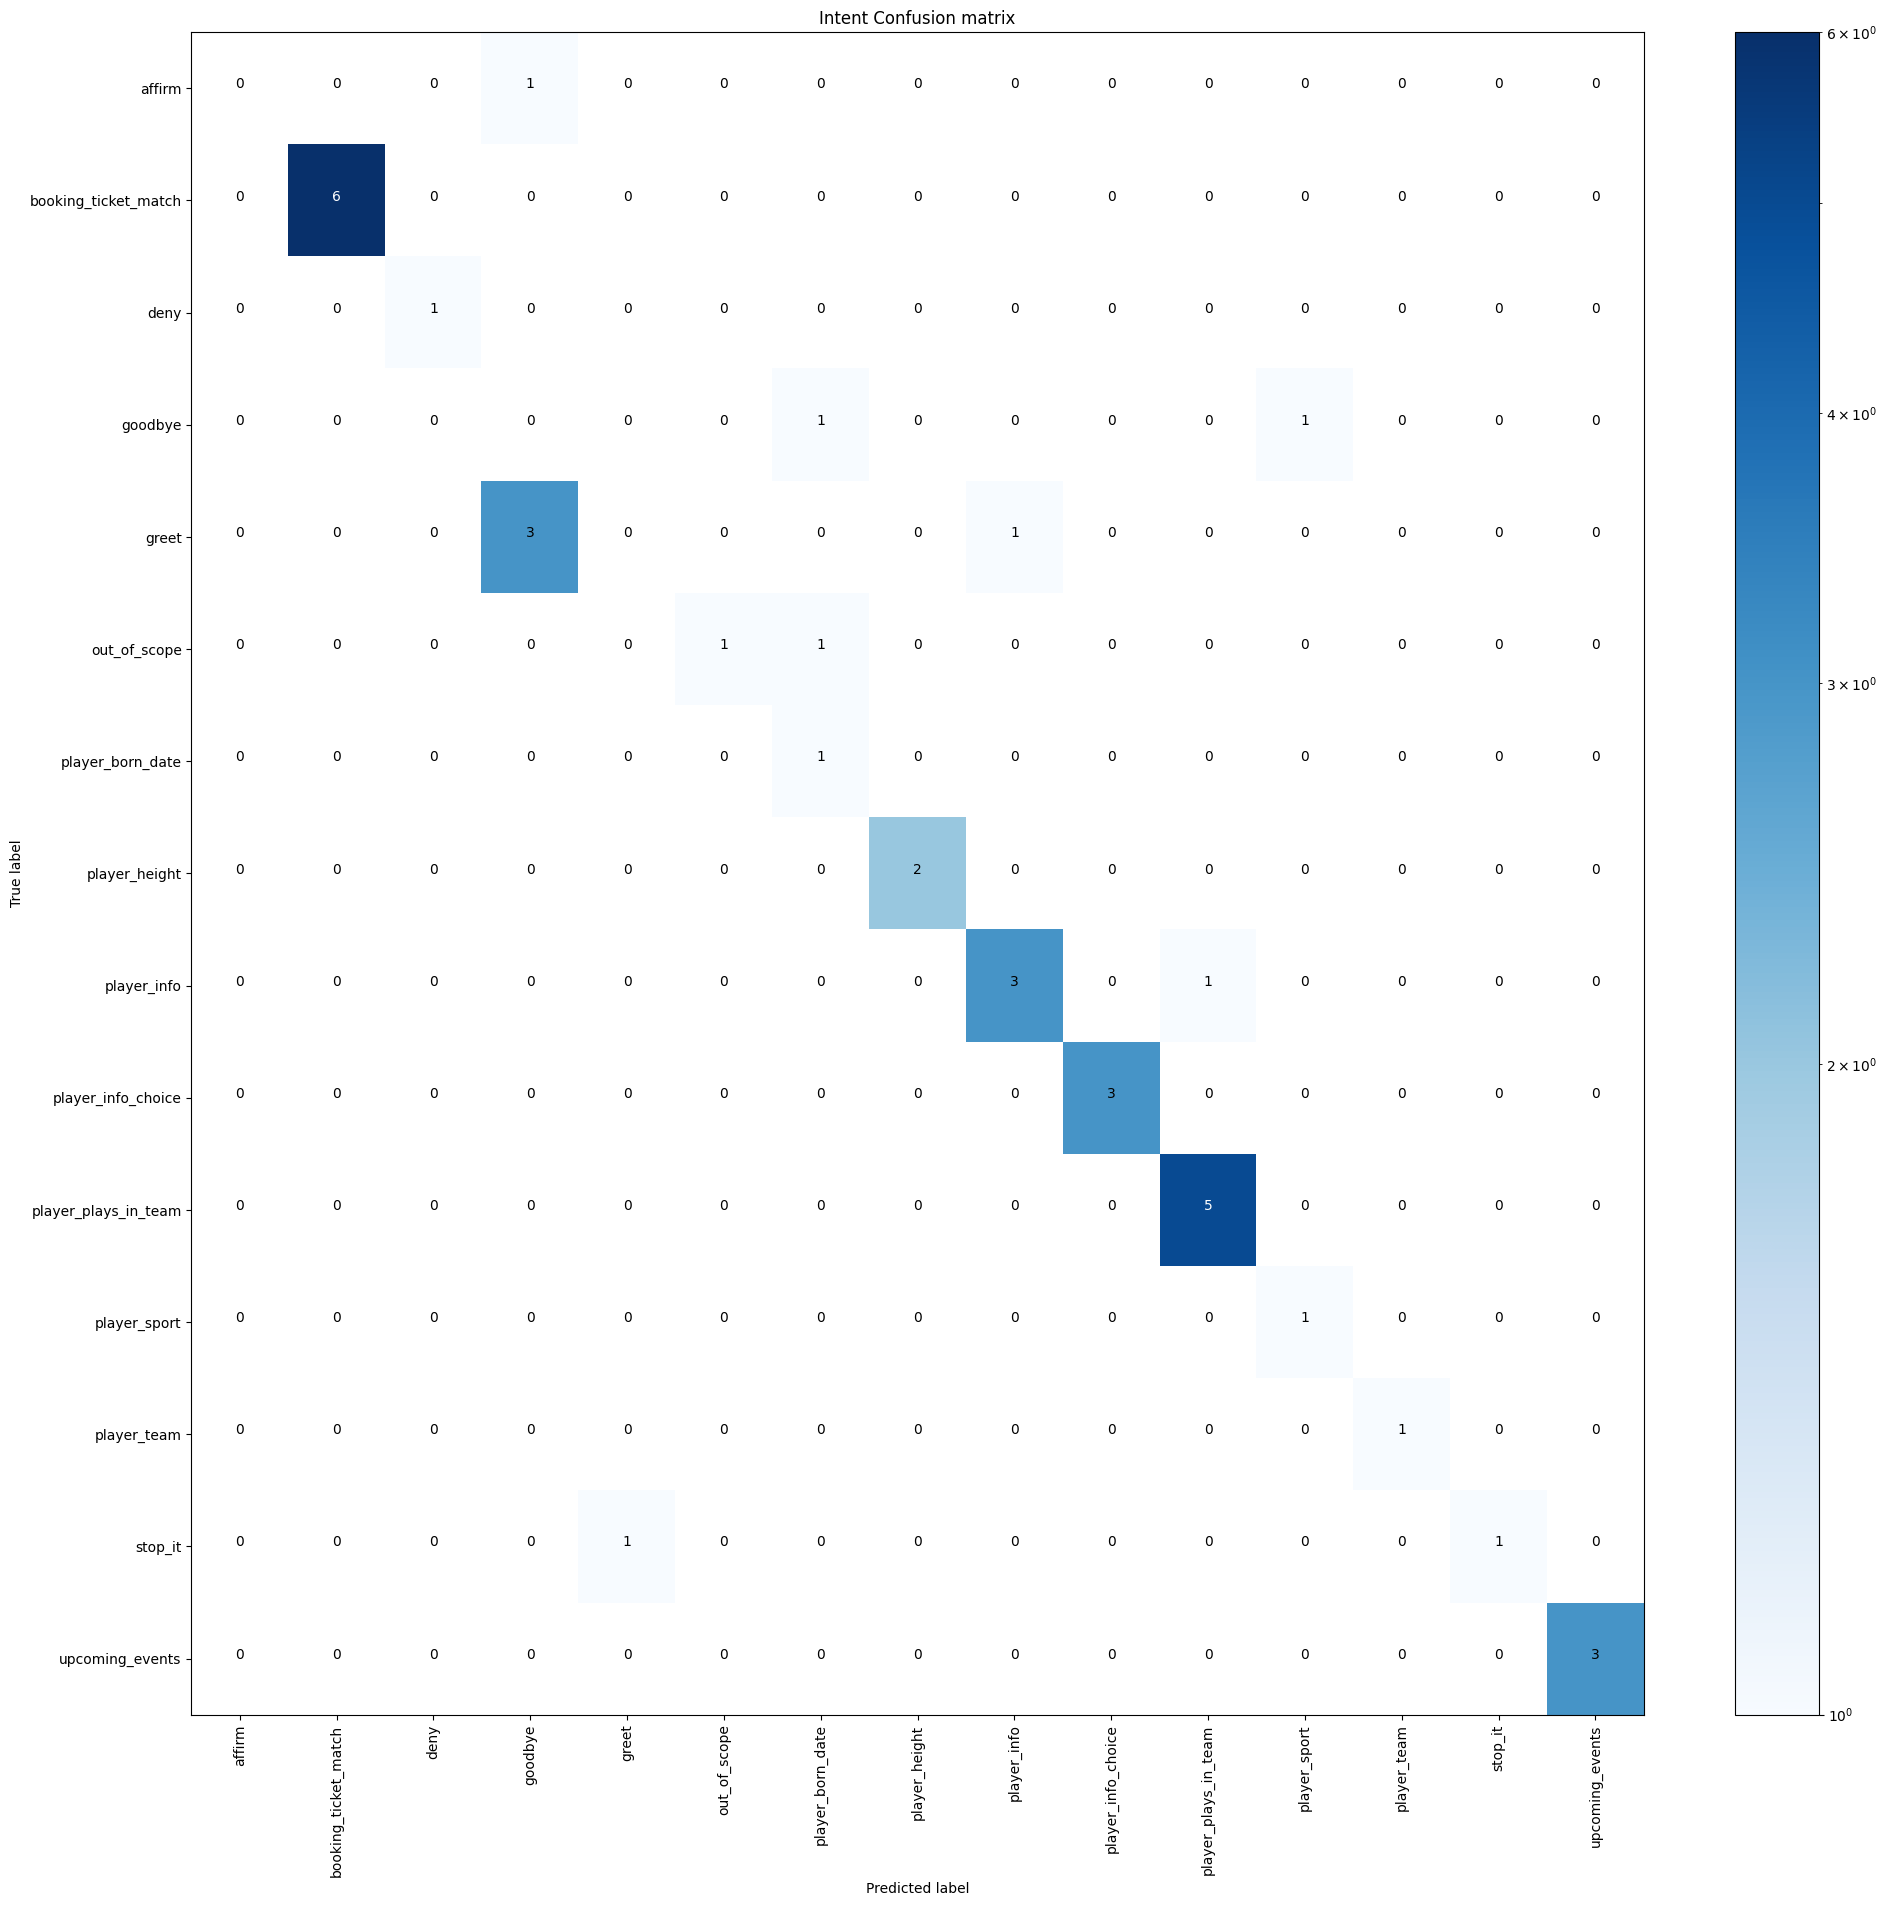 Intent Confusion matrix
affirm 0 0 0 1 0 0 0 0 0 0 0 0 0 0 0
booking_ticket_match 0 6 0 0 0 0 0 0 0 0 0 0 0 0 0
deny 0 0 1 0 0 0 0 0 0 0 0 0 0 0 0
goodbye 0 0 0 0 0 0 1 0 0 0 0 1 0 0 0
greet 0 0 0 3 0 0 0 0 1 0 0 0 0 0 0
out_of_scope 0 0 0 0 0 1 1 0 0 0 0 0 0 0 0
player_born_date 0 0 0 0 0 0 1 0 0 0 0 0 0 0 0
player_height 0 0 0 0 0 0 0 2 0 0 0 0 0 0 0
player_info 0 0 0 0 0 0 0 0 3 0 1 0 0 0 0
player_info_choice 0 0 0 0 0 0 0 0 0 3 0 0 0 0 0
player_plays_in_team 0 0 0 0 0 0 0 0 0 0 5 0 0 0 0
player_sport 0 0 0 0 0 0 0 0 0 0 0 1 0 0 0
player_team 0 0 0 0 0 0 0 0 0 0 0 0 1 0 0
stop_it 0 0 0 0 1 0 0 0 0 0 0 0 0 1 0
upcoming_events 0 0 0 0 0 0 0 0 0 0 0 0 0 0 3
True label
affirm
booking_ticket_match
deny
goodbye
greet
out_of_scope
player_born_date
player_height
player_info
player_info_choice
player_plays_in_team
player_sport
player_team
stop_it
upcoming_events
Predicted label
6 × 10⁰
4 × 10⁰
3 × 10⁰
2 × 10⁰
10⁰